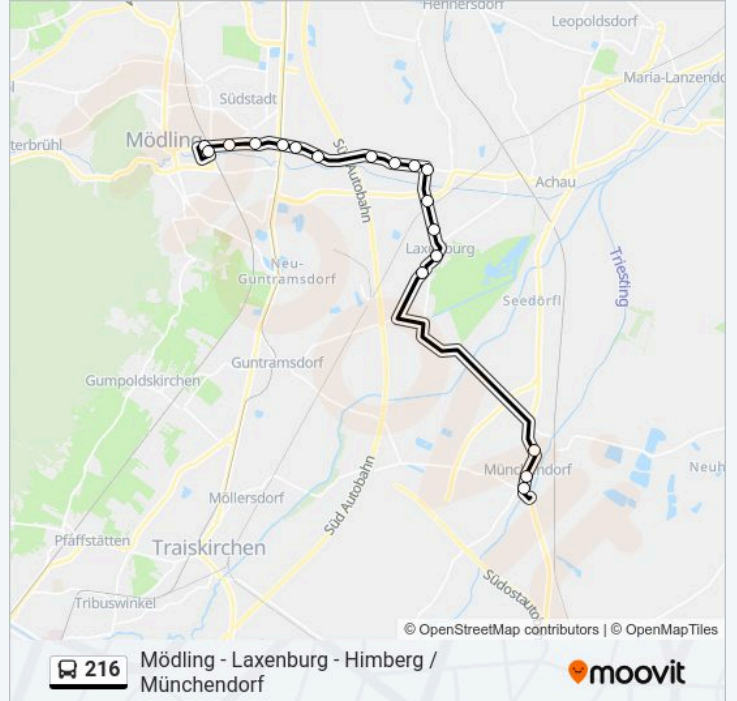 Hennersdorf
Leopoldsdorf
Maria-Lanzendo
Südstadt
Mödling
terbrühl
Süd Autobahn
Achau
Laxenburg
Triesting
Neu-
Guntramsdorf
Seedörfl
Guntramsdorf
Gumpoldskirchen
Münchendorf
Neuh
Möllersdorf
Süd Autobahn
Pfaffstätten
Traiskirchen
Südostauto
Tribuswinkel
© OpenStreetMap contributors | © OpenMapTiles
216
Mödling - Laxenburg - Himberg /
Münchendorf
moovit